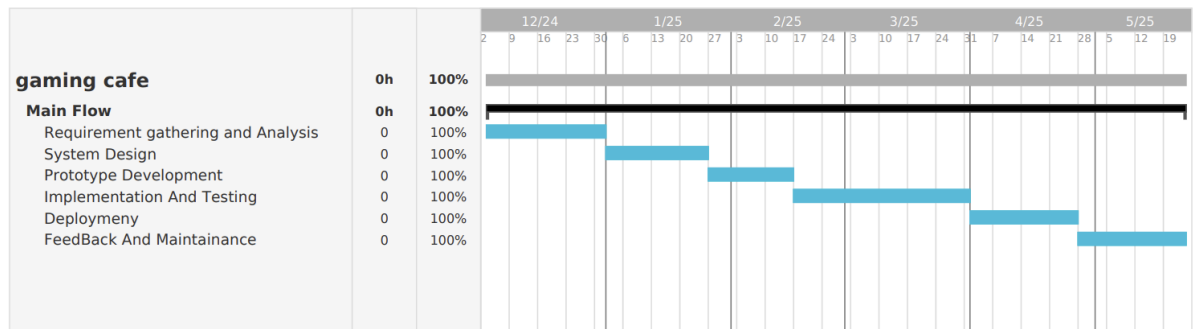 12/24 1/25 2/25 3/25 4/25 5/25
2 9 16 23 30 6 13 20 27 3 10 17 24 3 10 17 24 31 7 14 21 28 5 12 19
gaming cafe 0h 100%
Main Flow 0h 100%
Requirement gathering and Analysis 0 100%
System Design 0 100%
Prototype Development 0 100%
Implementation And Testing 0 100%
Deploymeny 0 100%
FeedBack And Maintainance 0 100%